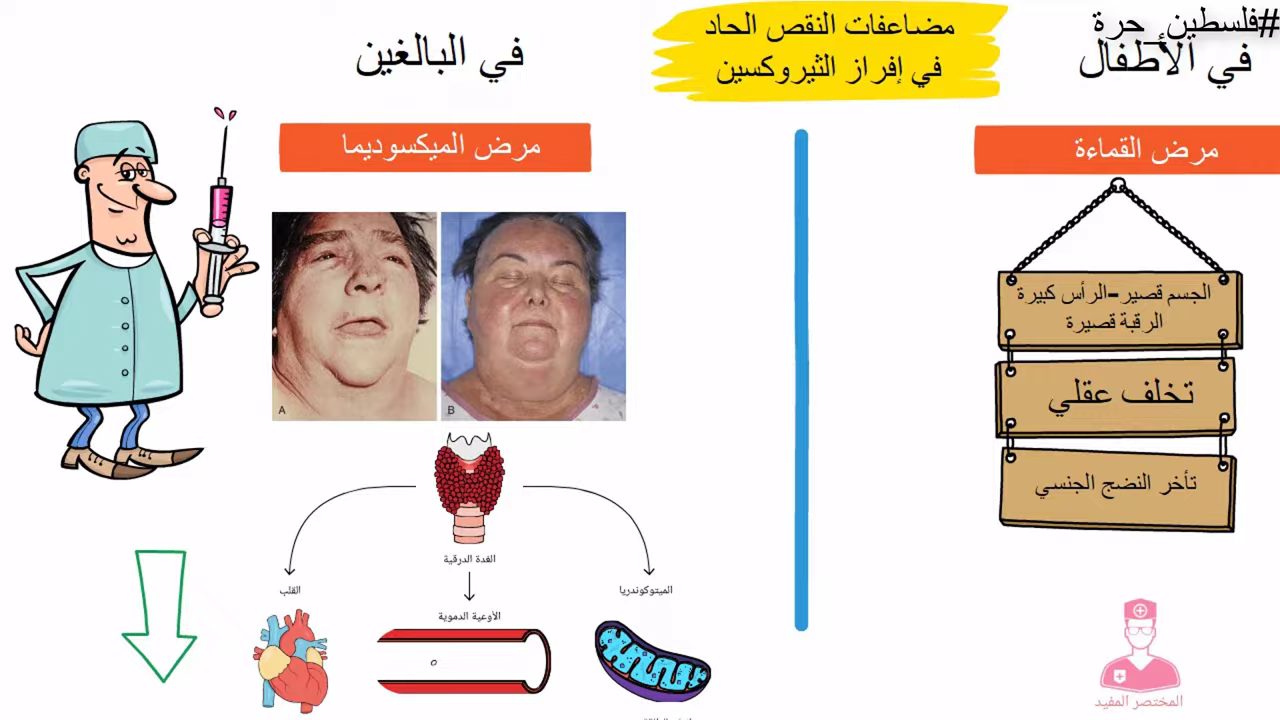 #فلسطين_حرة
في الأطفال
مضاعفات النقص الحاد
في إفراز الثيروكسين
في البالغين
مرض القماءة
الجسم قصير-الرأس كبيرة
الرقبة قصيرة
تخلف عقلي
تأخر النضج الجنسي
مرض الميكسوديما
A
B
الغدة الدرقية
الميتوكوندريا
الأوعية الدموية
القلب
المختصر المفيد